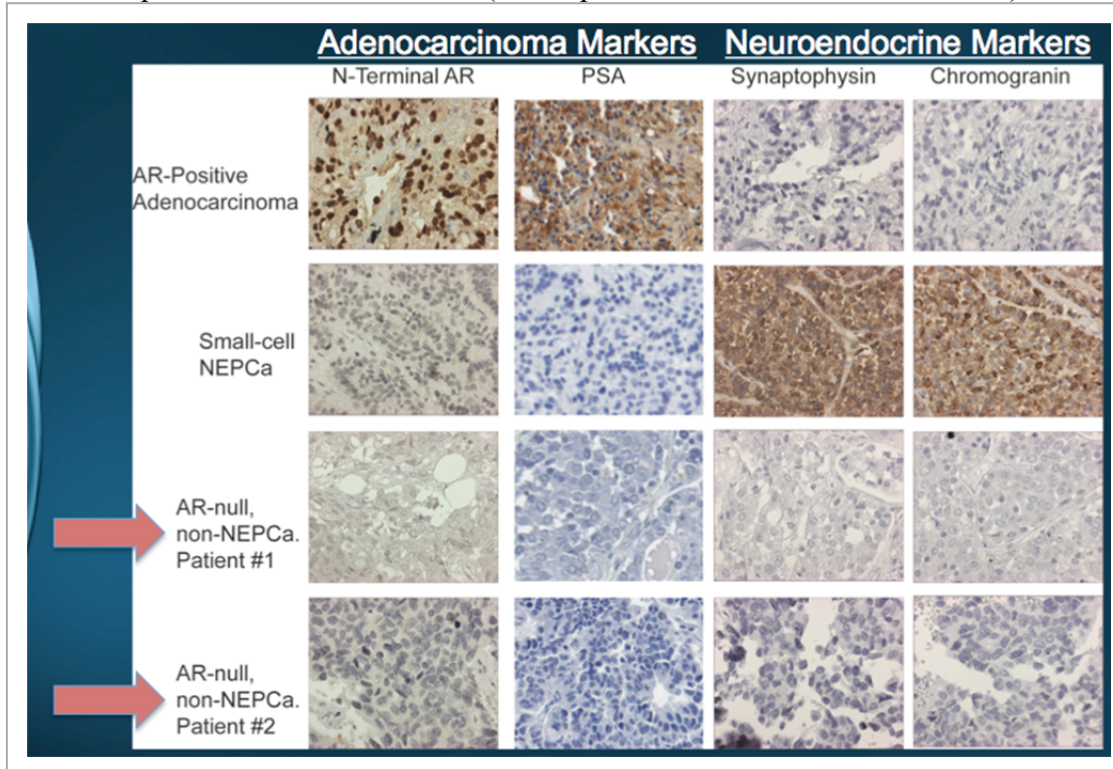 Adenocarcinoma Markers Neuroendocrine Markers
N-Terminal AR PSA Synaptophysin Chromogranin
AR-Positive
Adenocarcinoma
Small-cell
NEPCa
AR-null,
non-NEPCa.
Patient #1
AR-null,
non-NEPCa.
Patient #2